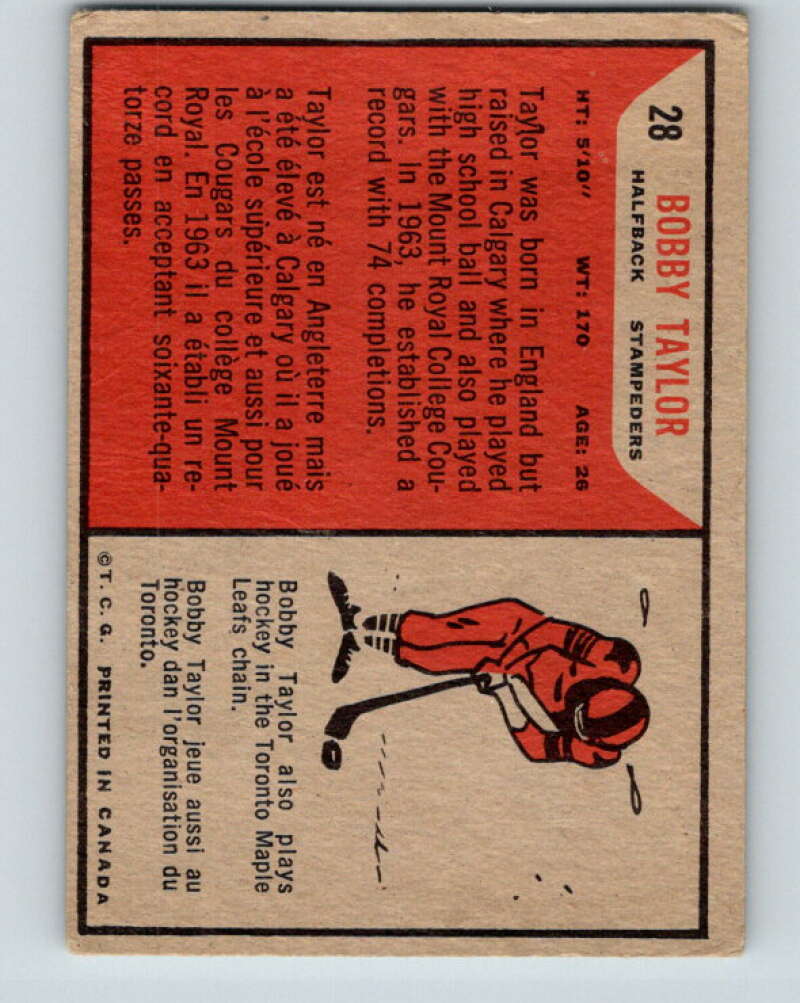 28 BOBBY TAYLOR
HALFBACK STAMPEDERS
HT: 5'10" WT: 170 AGE: 26
Taylor was born in England but
raised in Calgary where he played
high school ball and also played
with the Mount Royal College Cou-
gars. In 1963, he established a
record with 74 completions.
Taylor est né en Angleterre mais
a été élevé à Calgary où il a joué
à l'école supérieure et aussi pour
les Cougars du collège Mount
Royal. En 1963 il a établi un re-
cord en acceptant soixante-qua-
torze passes.
Bobby Taylor also plays
hockey in the Toronto Maple
Leafs chain.
Bobby Taylor jeue aussi au
hockey dan l'organisation du
Toronto.
©T. C. G. PRINTED IN CANADA